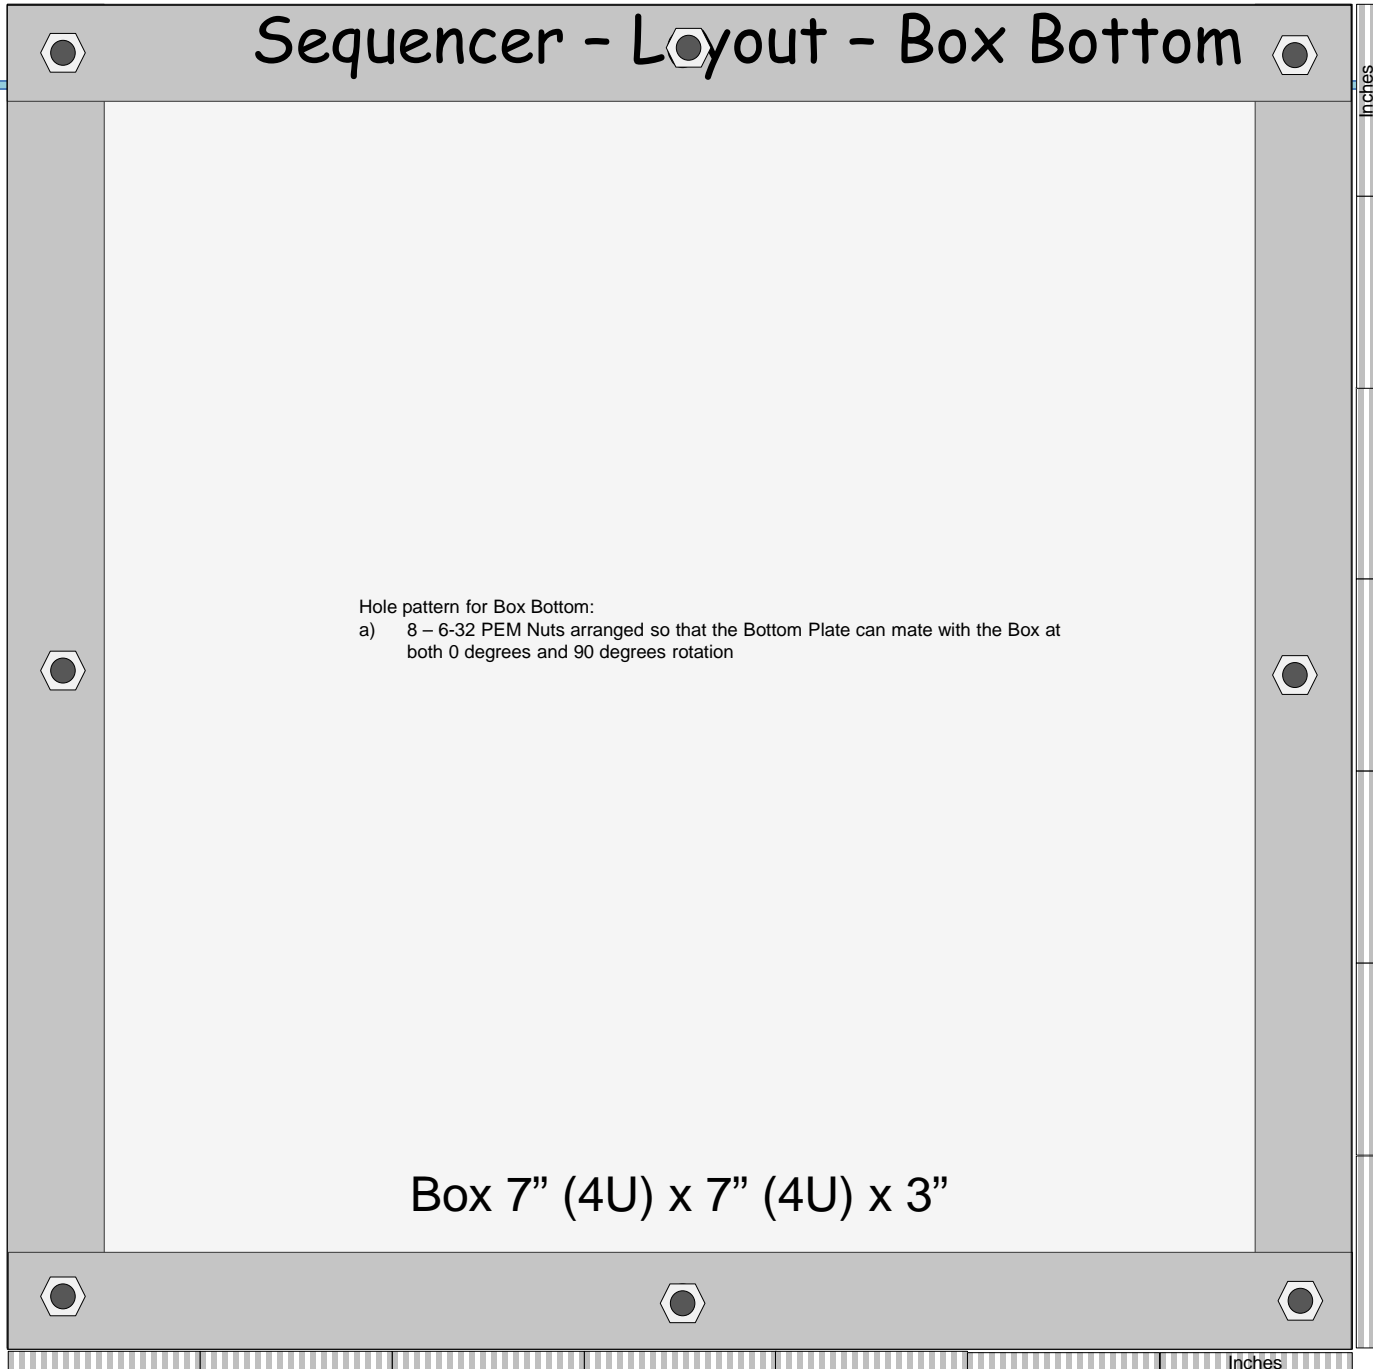 Sequencer – L yout – Box Bottom
Inches
Hole pattern for Box Bottom:
a) 8 – 6-32 PEM Nuts arranged so that the Bottom Plate can mate with the Box at
both 0 degrees and 90 degrees rotation
Box 7” (4U) x 7” (4U) x 3”
Inches